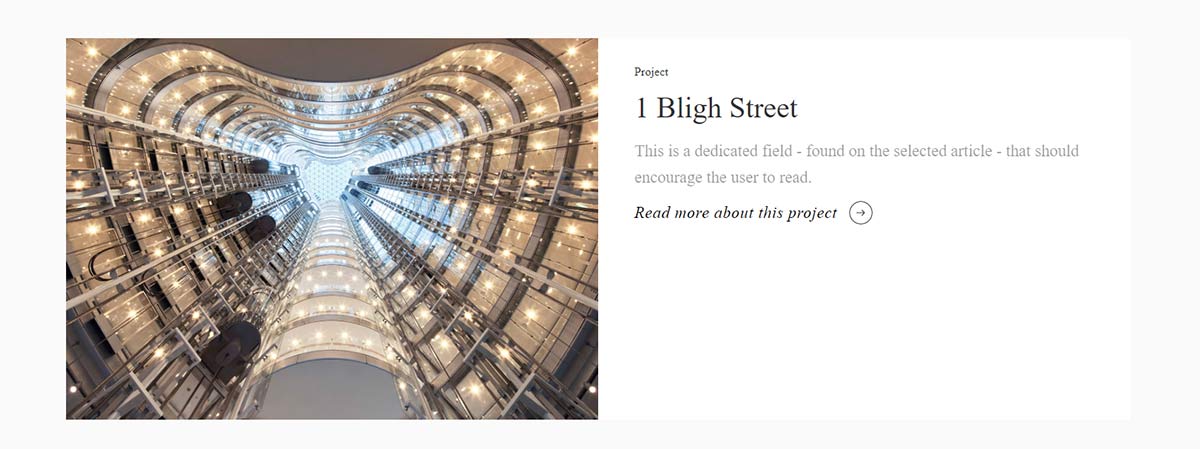 Project
1 Bligh Street
This is a dedicated field - found on the selected article - that should
encourage the user to read.
Read more about this project